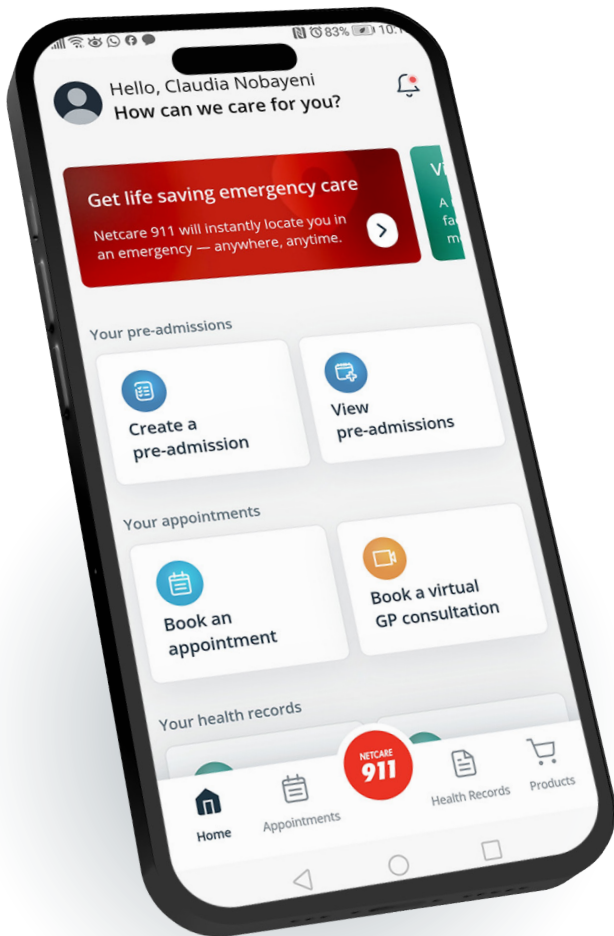 83% 10:1
Hello, Claudia Nobayeni
How can we care for you?
Get life saving emergency care
Netcare 911 will instantly locate you in
an emergency — anywhere, anytime.
Your pre-admissions
Create a
pre-admission
View
pre-admissions
Your appointments
Book an
appointment
Book a virtual
GP consultation
Your health records
NETCARE
911
Home
Appointments
Health Records
Products